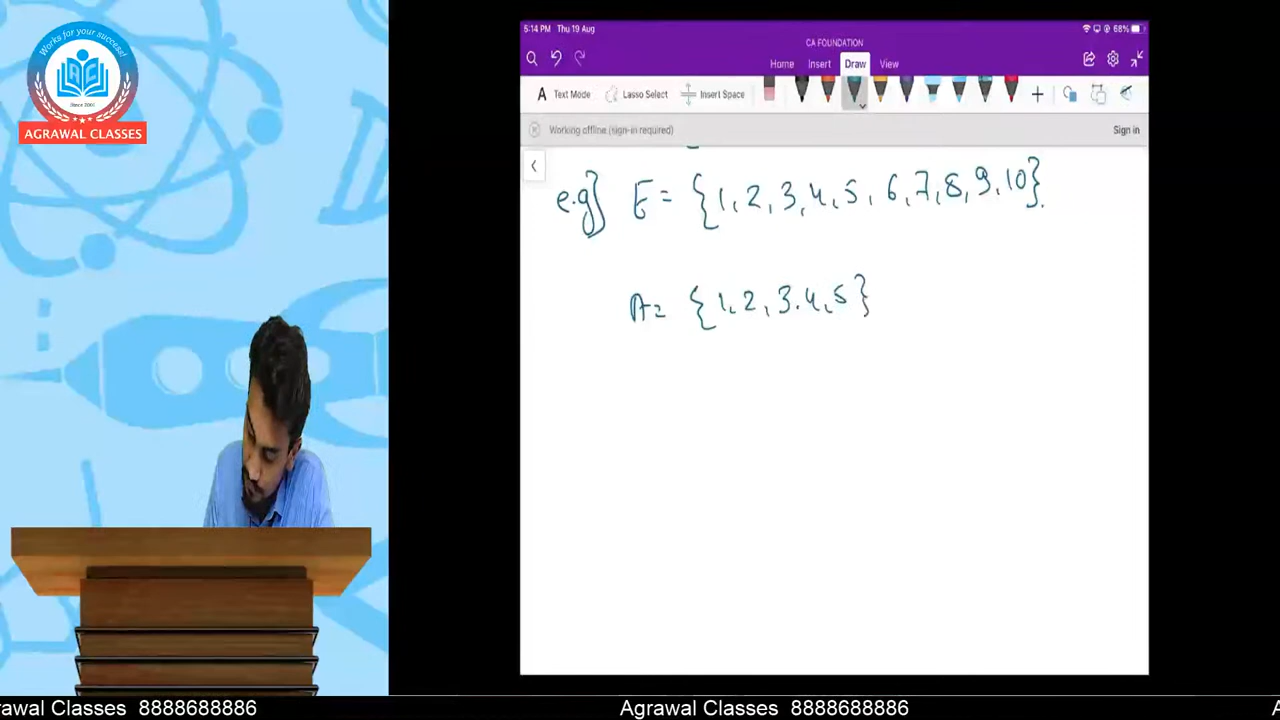 Works for your success!
AE
Since 2001
AGRAWAL CLASSES
5:14 PM Thu 19 Aug
68%
CA FOUNDATION
Home Insert Draw View
A Text Mode Lasso Select Insert Space
Working offline (sign-in required)
Sign in
e.g} E = {1, 2, 3, 4, 5, 6, 7, 8, 9, 10}.
A = {1, 2, 3. 4, 5}
rawal Classes 8888688886 Agrawal Classes 8888688886 A